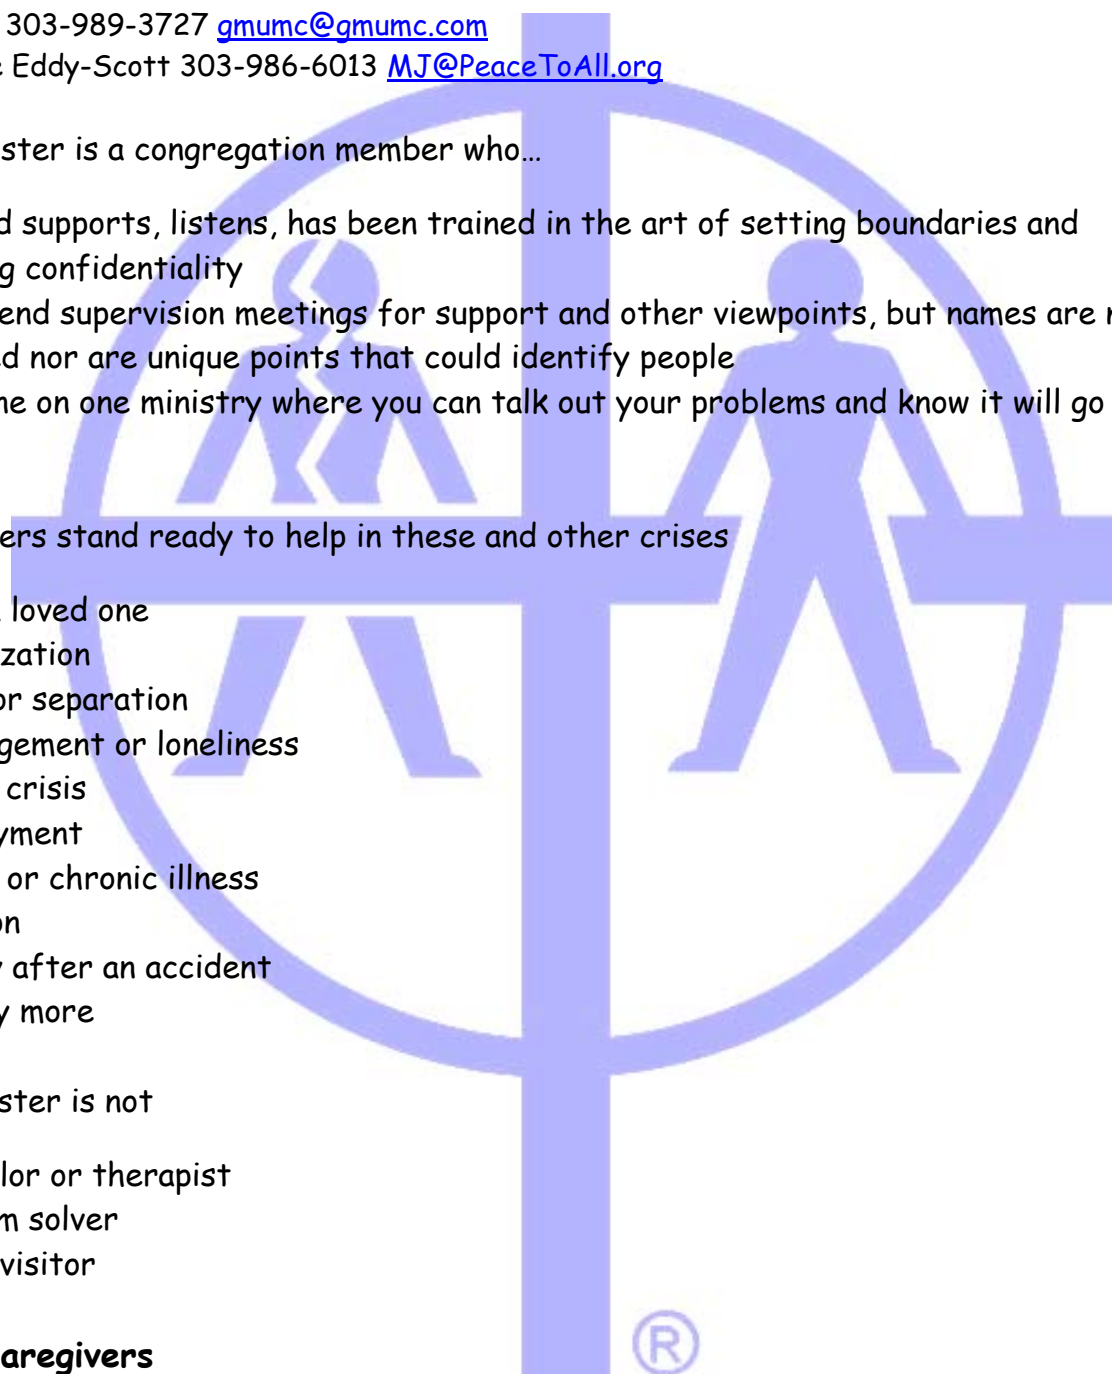 303-989-3727 gmumc@gmumc.com
e Eddy-Scott 303-986-6013 MJ@PeaceToAll.org
ster is a congregation member who…
d supports, listens, has been trained in the art of setting boundaries and
g confidentiality
end supervision meetings for support and other viewpoints, but names are n
d nor are unique points that could identify people
ne on one ministry where you can talk out your problems and know it will go
ers stand ready to help in these and other crises
loved one
zation
or separation
gement or loneliness
crisis
yment
or chronic illness
on
y after an accident
y more
ster is not
lor or therapist
m solver
visitor
aregivers
®